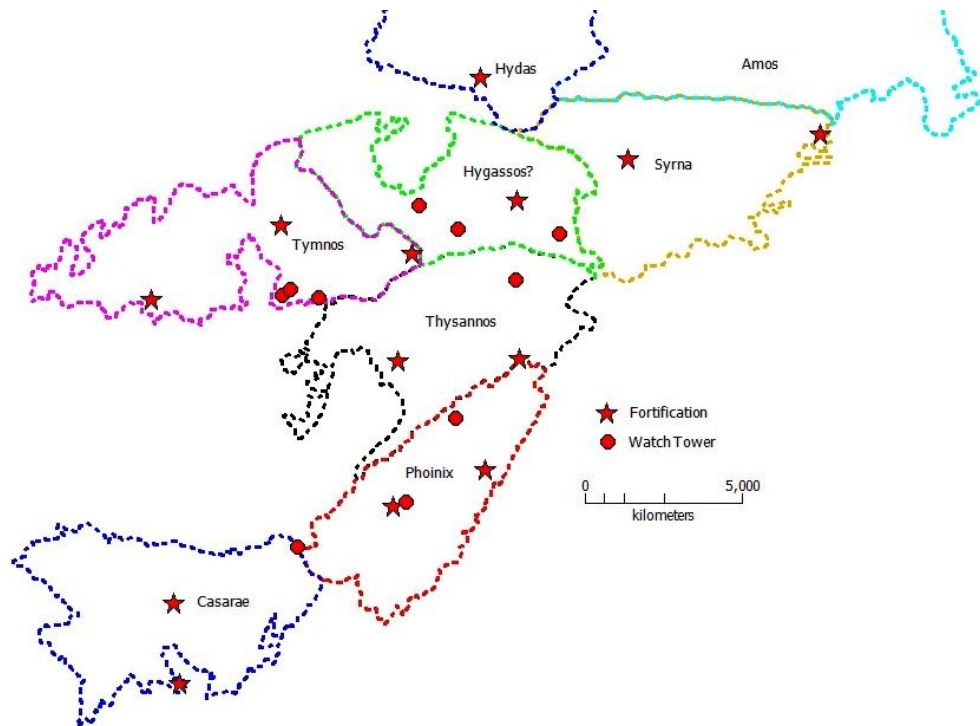 Hydas
Amos
Hygassos?
Syrna
Tymnos
Thysannos
Fortification
Watch Tower
Phoinix
0 5,000
kilometers
Casarae